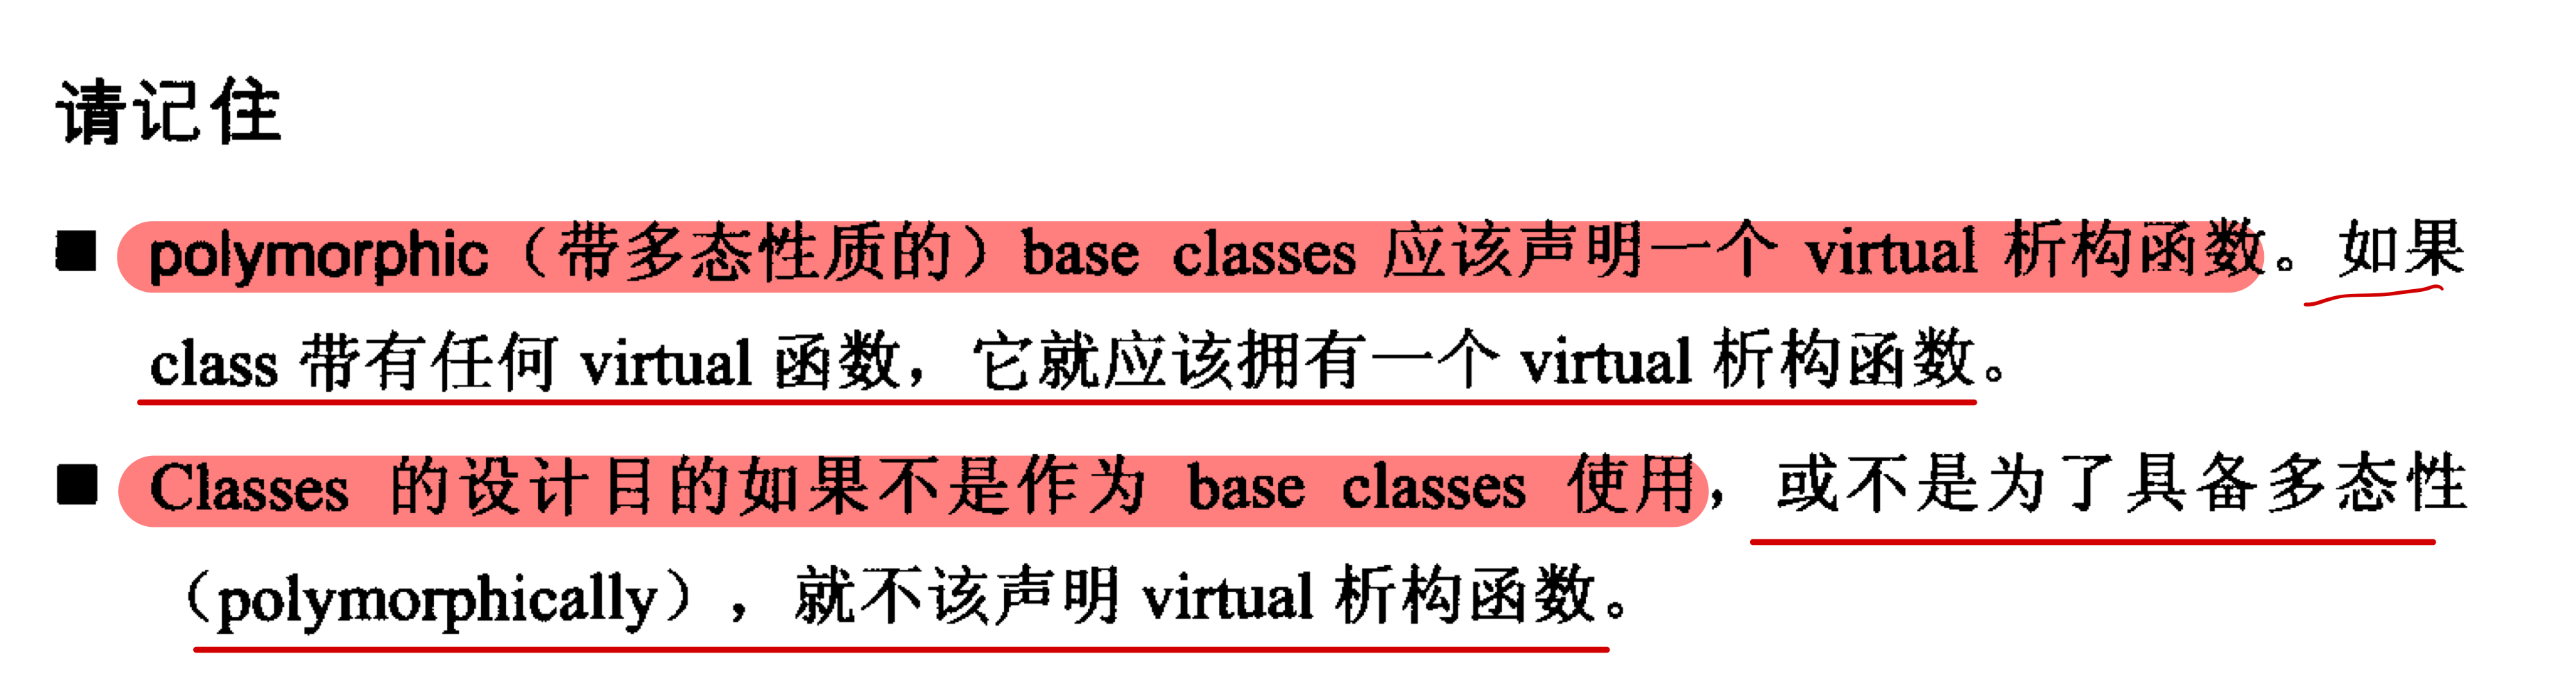 请记住
■ polymorphic（带多态性质的）base classes 应该声明一个 virtual 析构函数。如果
class 带有任何 virtual 函数，它就应该拥有一个 virtual 析构函数。
■ Classes 的设计目的如果不是作为 base classes 使用，或不是为了具备多态性
（polymorphically），就不该声明 virtual 析构函数。